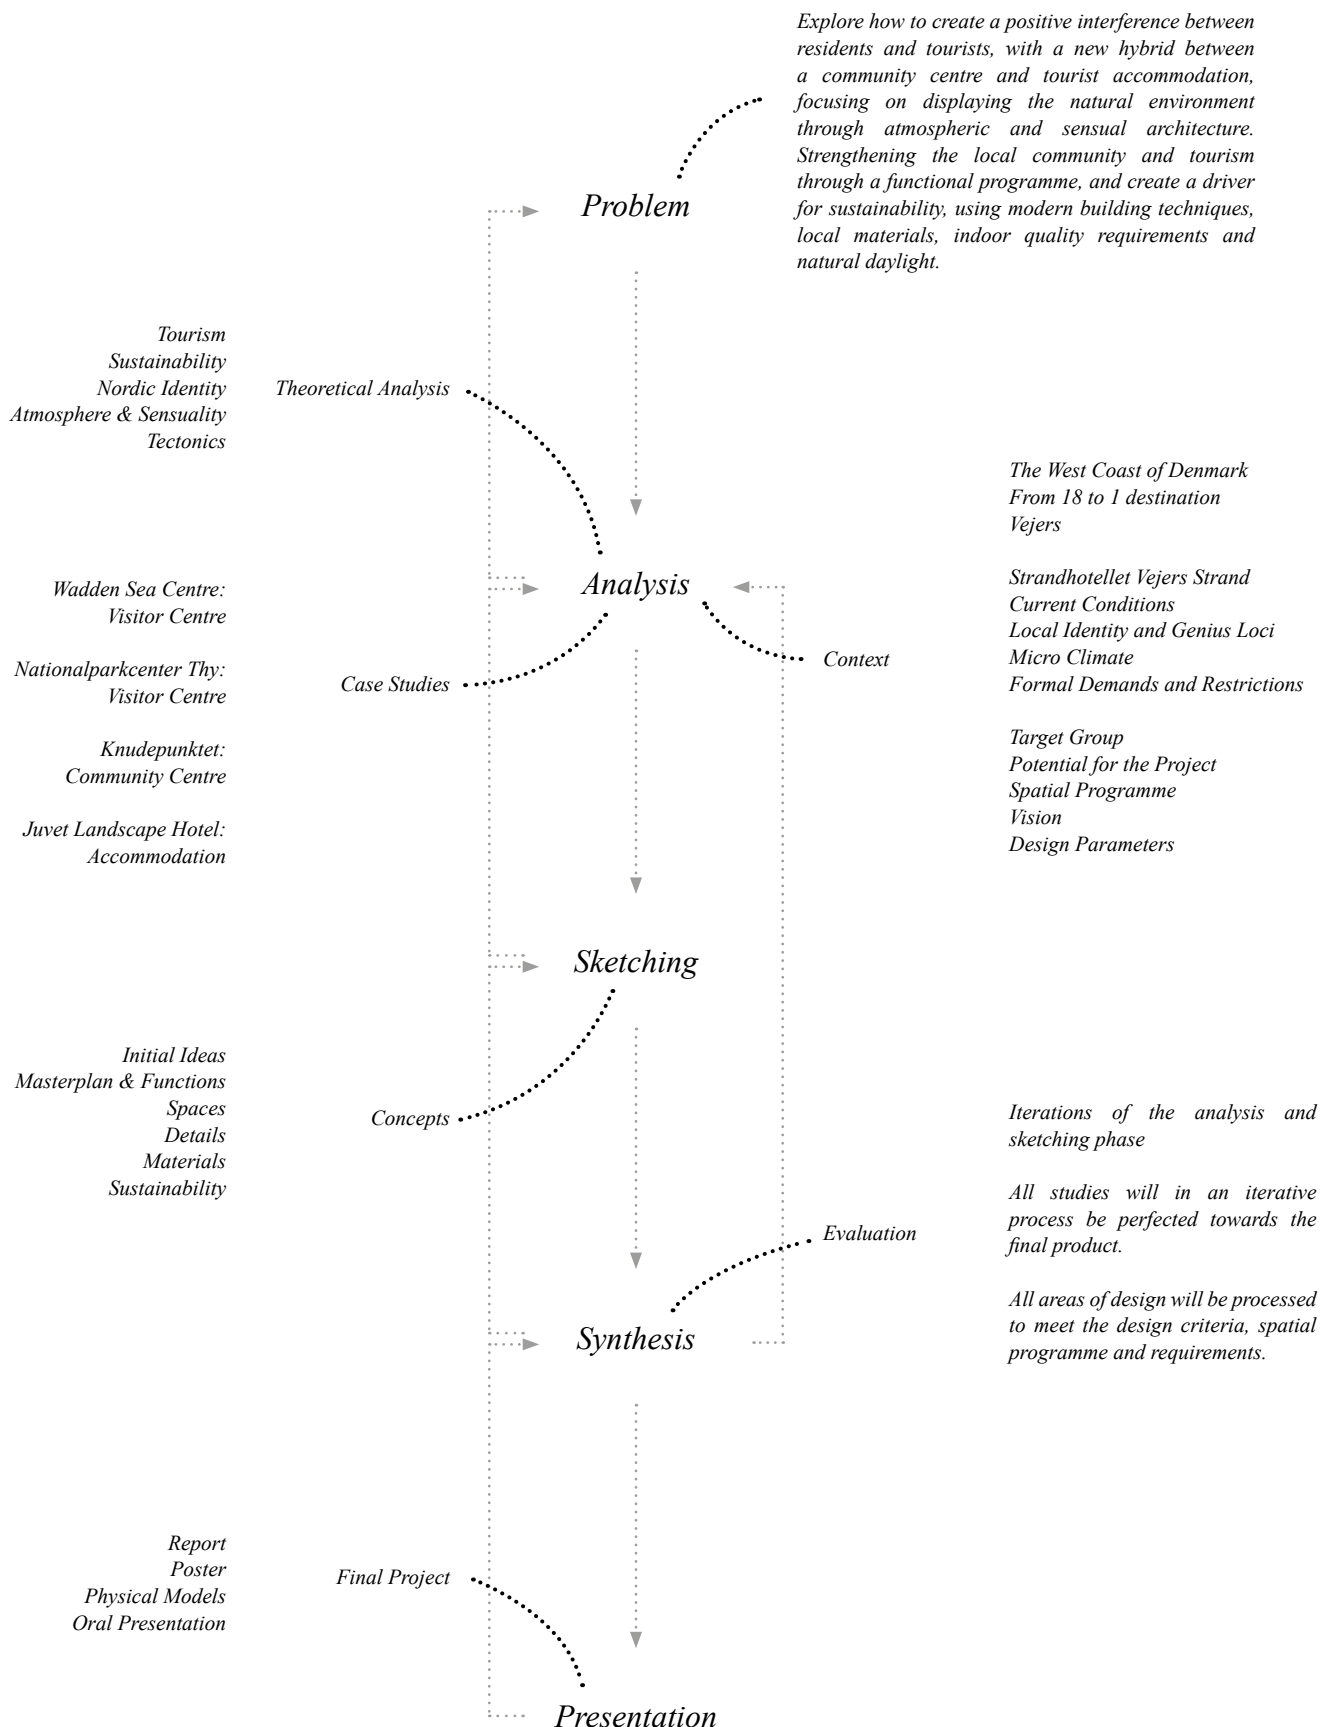 Explore how to create a positive interference between
residents and tourists, with a new hybrid between
a community centre and tourist accommodation,
focusing on displaying the natural environment
through atmospheric and sensual architecture.
Strengthening the local community and tourism
through a functional programme, and create a driver
for sustainability, using modern building techniques,
local materials, indoor quality requirements and
natural daylight.
Problem
Tourism
Sustainability
Nordic Identity
Atmosphere & Sensuality
Tectonics
Theoretical Analysis
Analysis
Wadden Sea Centre:
Visitor Centre
Nationalparkcenter Thy:
Visitor Centre
Knudepunktet:
Community Centre
Juvet Landscape Hotel:
Accommodation
Case Studies
Context
The West Coast of Denmark
From 18 to 1 destination
Vejers
Strandhotellet Vejers Strand
Current Conditions
Local Identity and Genius Loci
Micro Climate
Formal Demands and Restrictions
Target Group
Potential for the Project
Spatial Programme
Vision
Design Parameters
Sketching
Initial Ideas
Masterplan & Functions
Spaces
Details
Materials
Sustainability
Concepts
Evaluation
Iterations of the analysis and
sketching phase
All studies will in an iterative
process be perfected towards the
final product.
All areas of design will be processed
to meet the design criteria, spatial
programme and requirements.
Synthesis
Report
Poster
Physical Models
Oral Presentation
Final Project
Presentation